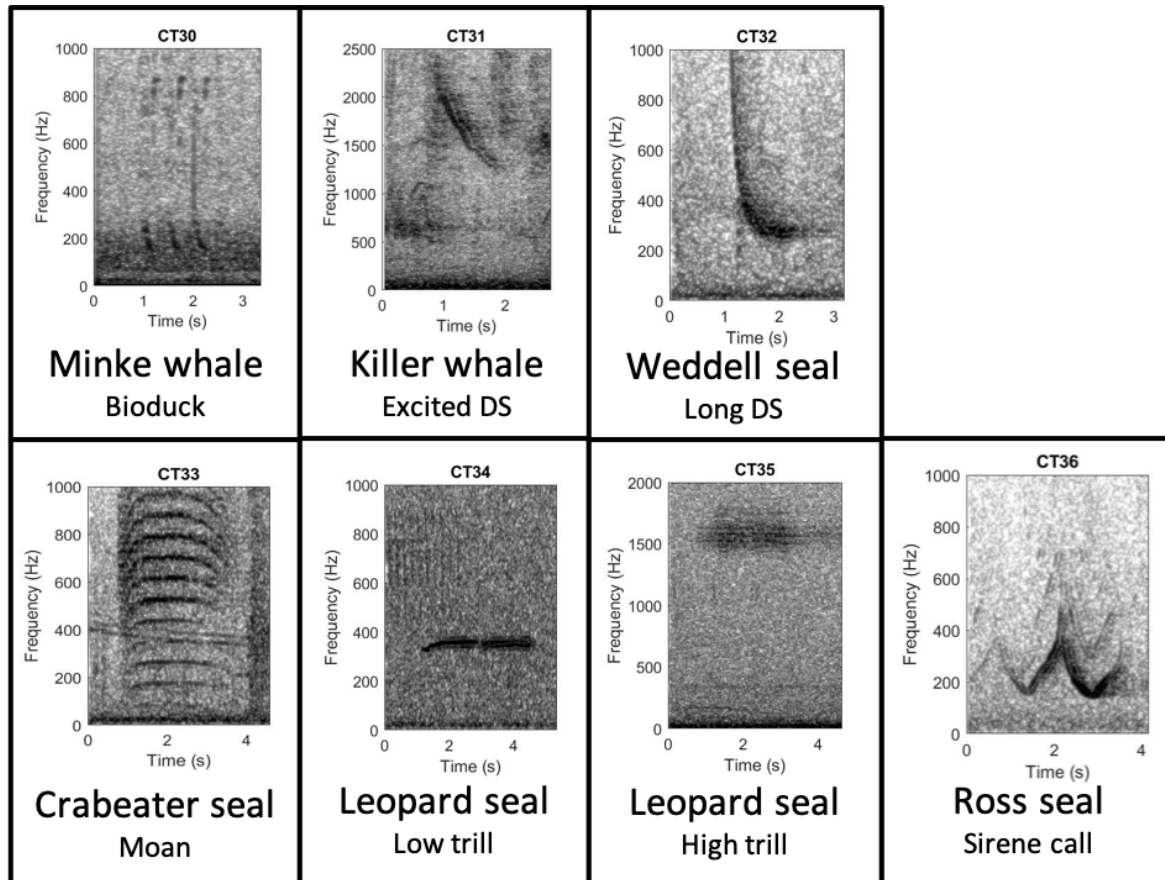 CT30
Frequency (Hz)
1000
800
600
400
200
0
0 1 2 3
Time (s)
Minke whale
Bioduck
CT31
Frequency (Hz)
2500
2000
1500
1000
500
0
0 1 2
Time (s)
Killer whale
Excited DS
CT32
Frequency (Hz)
1000
800
600
400
200
0
0 1 2 3
Time (s)
Weddell seal
Long DS
CT33
Frequency (Hz)
1000
800
600
400
200
0
0 2 4
Time (s)
Crabeater seal
Moan
CT34
Frequency (Hz)
1000
800
600
400
200
0
0 2 4
Time (s)
Leopard seal
Low trill
CT35
Frequency (Hz)
2000
1500
1000
500
0
0 2 4
Time (s)
Leopard seal
High trill
CT36
Frequency (Hz)
1000
800
600
400
200
0
0 2 4
Time (s)
Ross seal
Sirene call